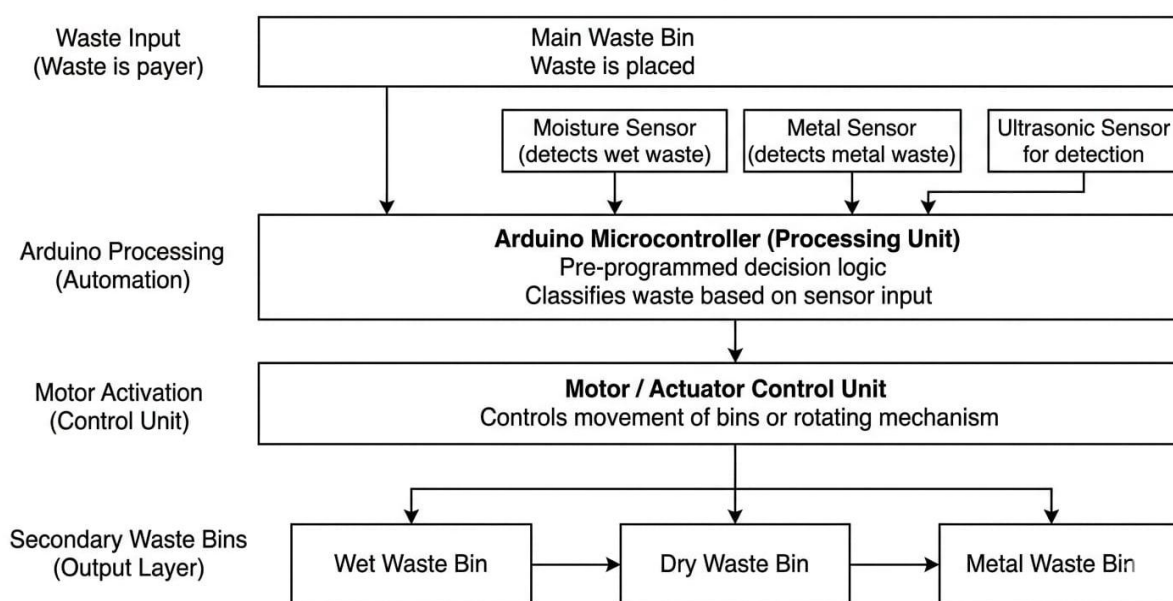 Waste Input
(Waste is payer)
Main Waste Bin
Waste is placed
Moisture Sensor
(detects wet waste)
Metal Sensor
(detects metal waste)
Ultrasonic Sensor
for detection
Arduino Processing
(Automation)
Arduino Microcontroller (Processing Unit)
Pre-programmed decision logic
Classifies waste based on sensor input
Motor Activation
(Control Unit)
Motor / Actuator Control Unit
Controls movement of bins or rotating mechanism
Secondary Waste Bins
(Output Layer)
Wet Waste Bin
Dry Waste Bin
Metal Waste Bin